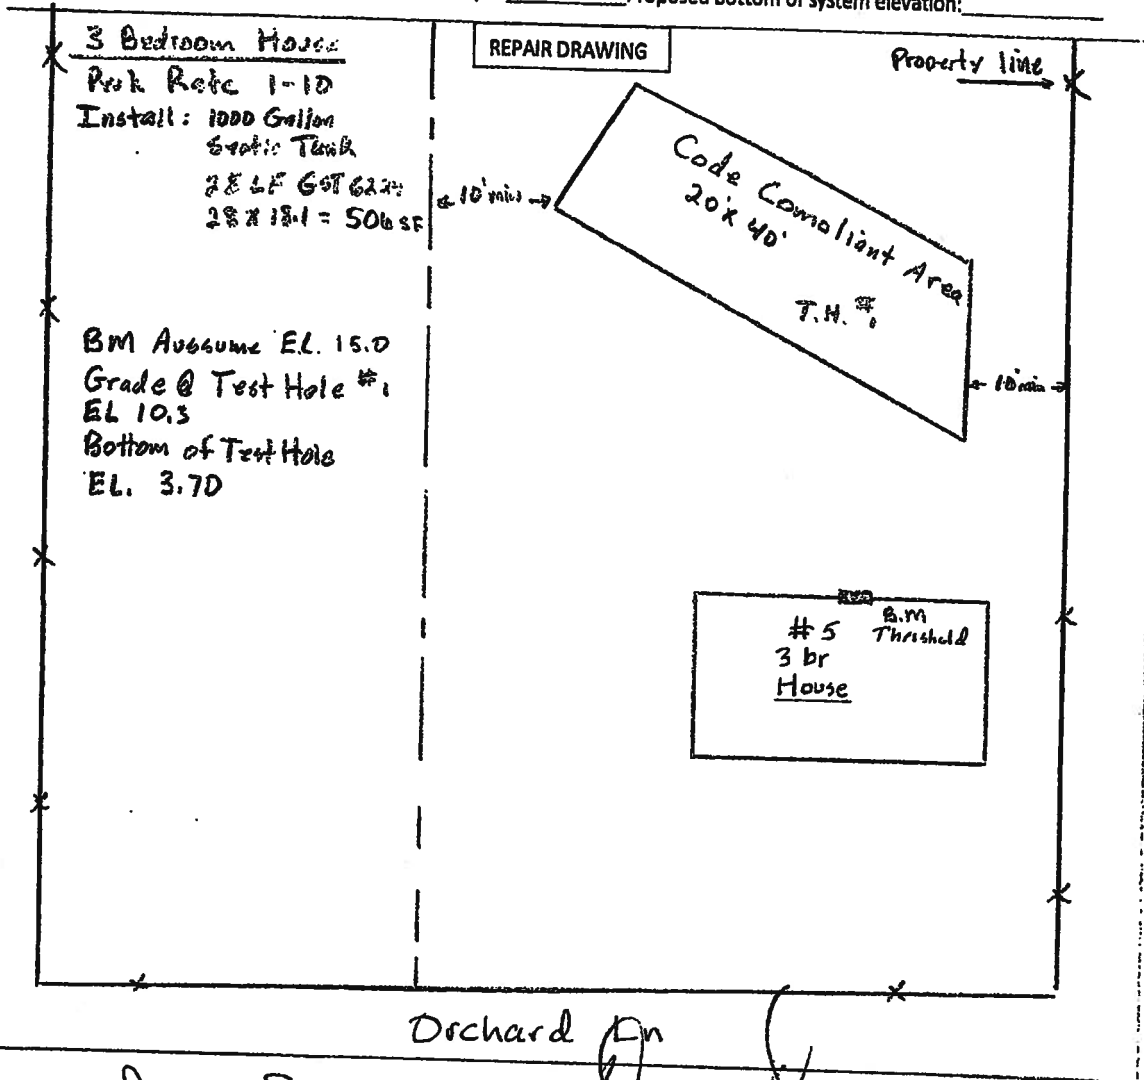 Proposed bottom of system elevation:
3 Bedroom House
Perk Rate 1-10
Install: 1000 Gallon
Septic Tank
28 LF GST 6224
28 x 18.1 = 506 SF
REPAIR DRAWING
Property line
10' min
Code Compliant Area
20' x 40'
T.H. #1
10' min
BM Aussume EL. 15.0
Grade @ Test Hole #1
EL 10.3
Bottom of Test Hole
EL. 3.70
B.M
Threshold
#5
3 br
House
Orchard Ln